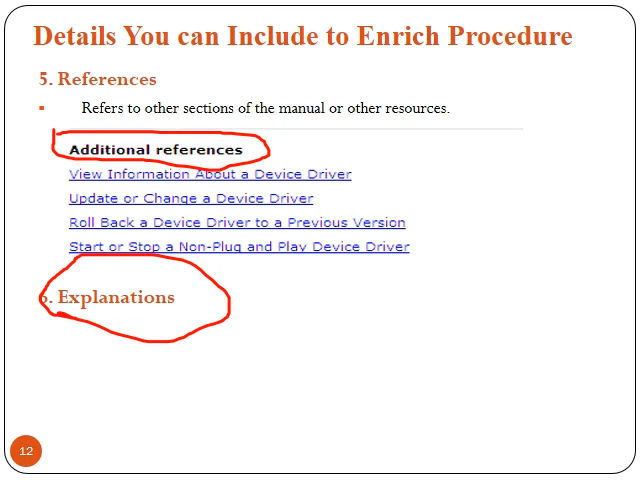 Details You can Include to Enrich Procedure
5. References
▪ Refers to other sections of the manual or other resources.
Additional references
View Information About a Device Driver
Update or Change a Device Driver
Roll Back a Device Driver to a Previous Version
Start or Stop a Non-Plug and Play Device Driver
6. Explanations
12